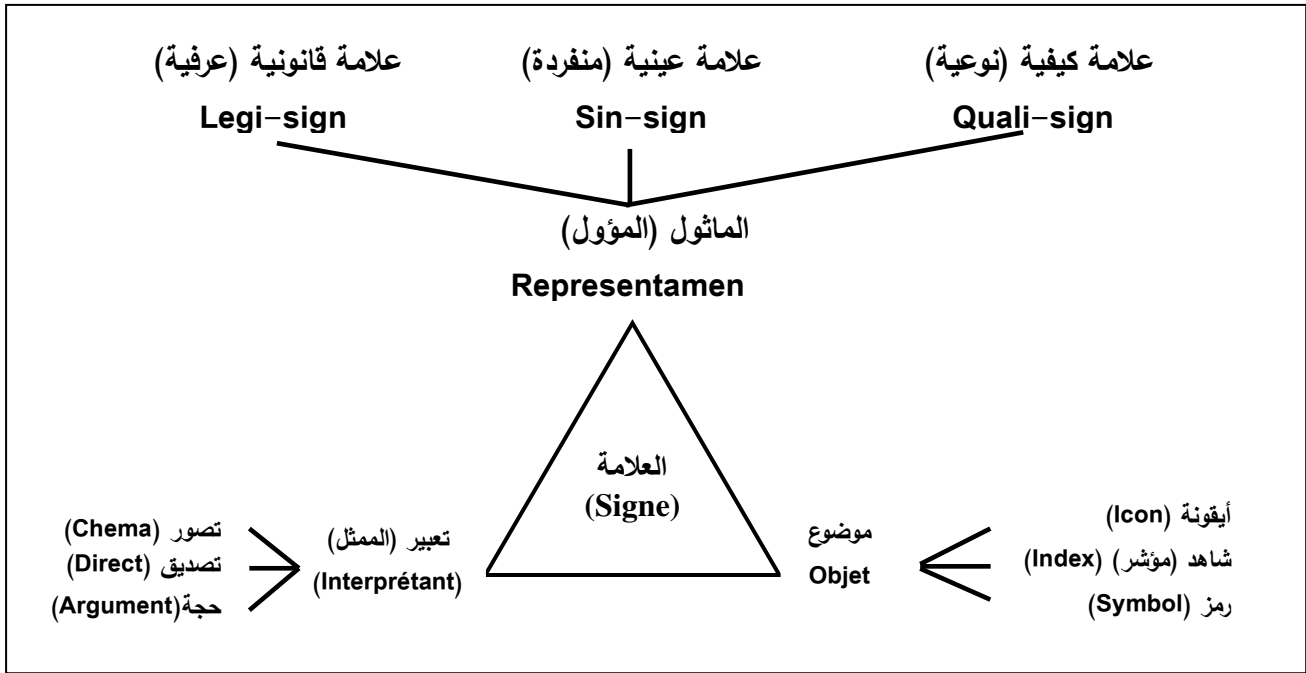 علامة كيفية (نوعية)
علامة عينية (منفردة)
علامة قانونية (عرفية)
Quali-sign
Sin-sign
Legi-sign
الماثول (المؤول)
Representamen
العلامة
(Signe)
موضوع
Objet
أيقونة (Icon)
شاهد (مؤشر) (Index)
رمز (Symbol)
تعبير (الممثل)
(Interprétant)
تصور (Chema)
تصديق (Direct)
حجة(Argument)